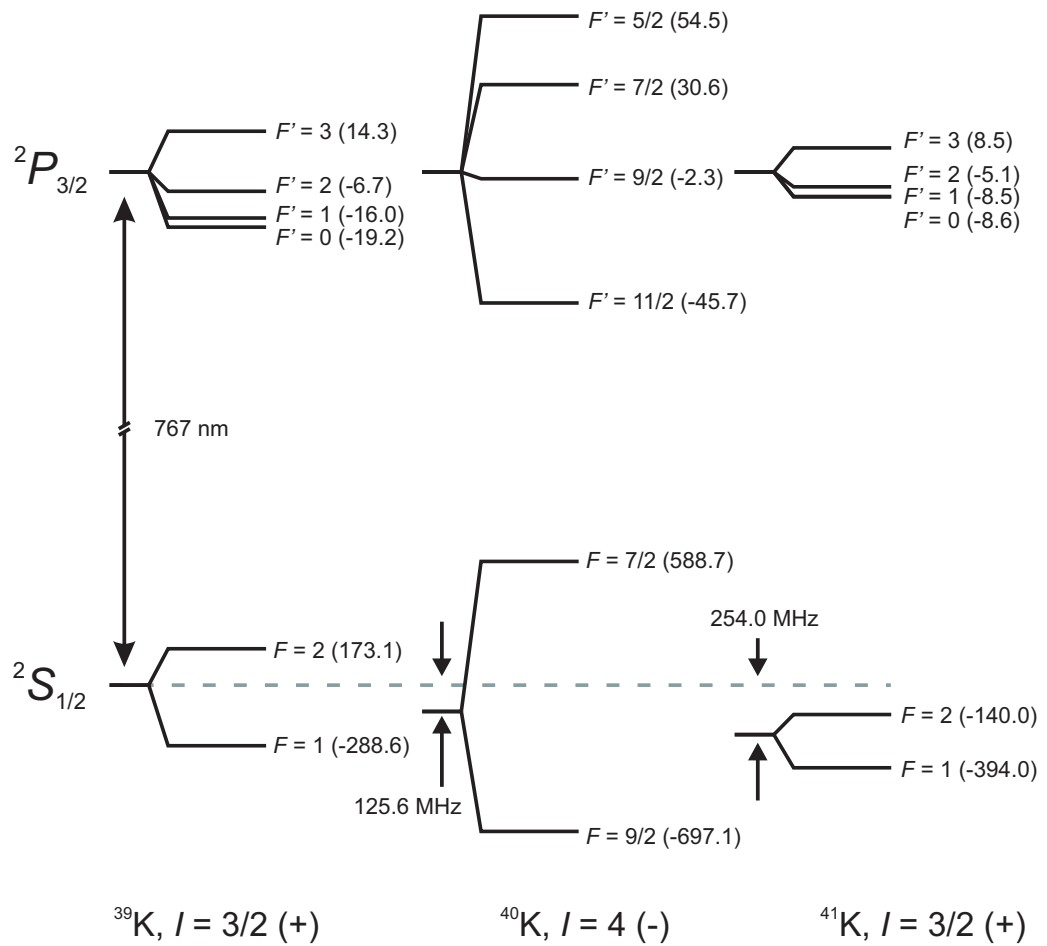 F’ = 5/2 (54.5)
F’ = 7/2 (30.6)
F’ = 3 (14.3)
F’ = 3 (8.5)
²P₃/₂
F’ = 2 (-6.7)
F’ = 9/2 (-2.3)
F’ = 2 (-5.1)
F’ = 1 (-16.0)
F’ = 1 (-8.5)
F’ = 0 (-19.2)
F’ = 0 (-8.6)
F’ = 11/2 (-45.7)
767 nm
F = 7/2 (588.7)
254.0 MHz
F = 2 (173.1)
²S₁/₂
F = 2 (-140.0)
F = 1 (-288.6)
F = 1 (-394.0)
125.6 MHz
F = 9/2 (-697.1)
³⁹K, I = 3/2 (+)
⁴⁰K, I = 4 (-)
⁴¹K, I = 3/2 (+)